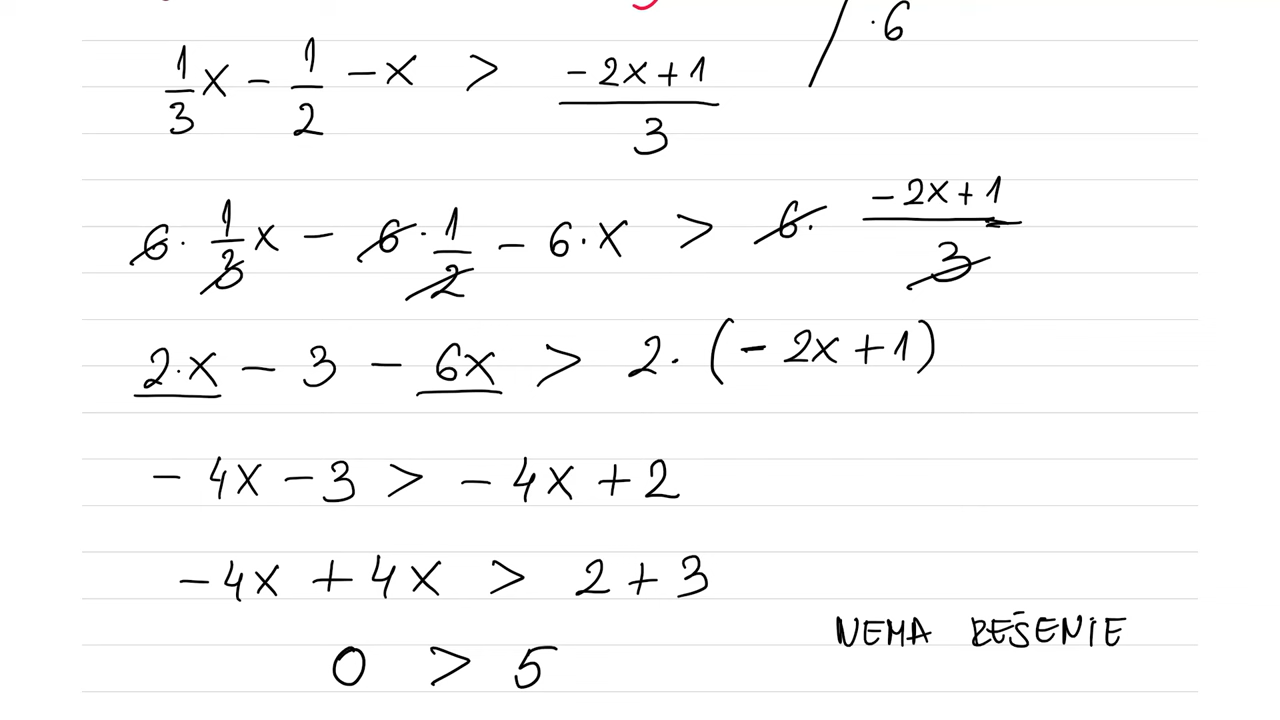 1/3 x - 1/2 - x > (-2x+1)/3 / ·6
6 · 1/3 x - 6 · 1/2 - 6·x > 6 · (-2x+1)/3
2·x - 3 - 6x > 2·(-2x+1)
-4x - 3 > -4x + 2
-4x + 4x > 2 + 3
0 > 5 NEMA REŠENIE